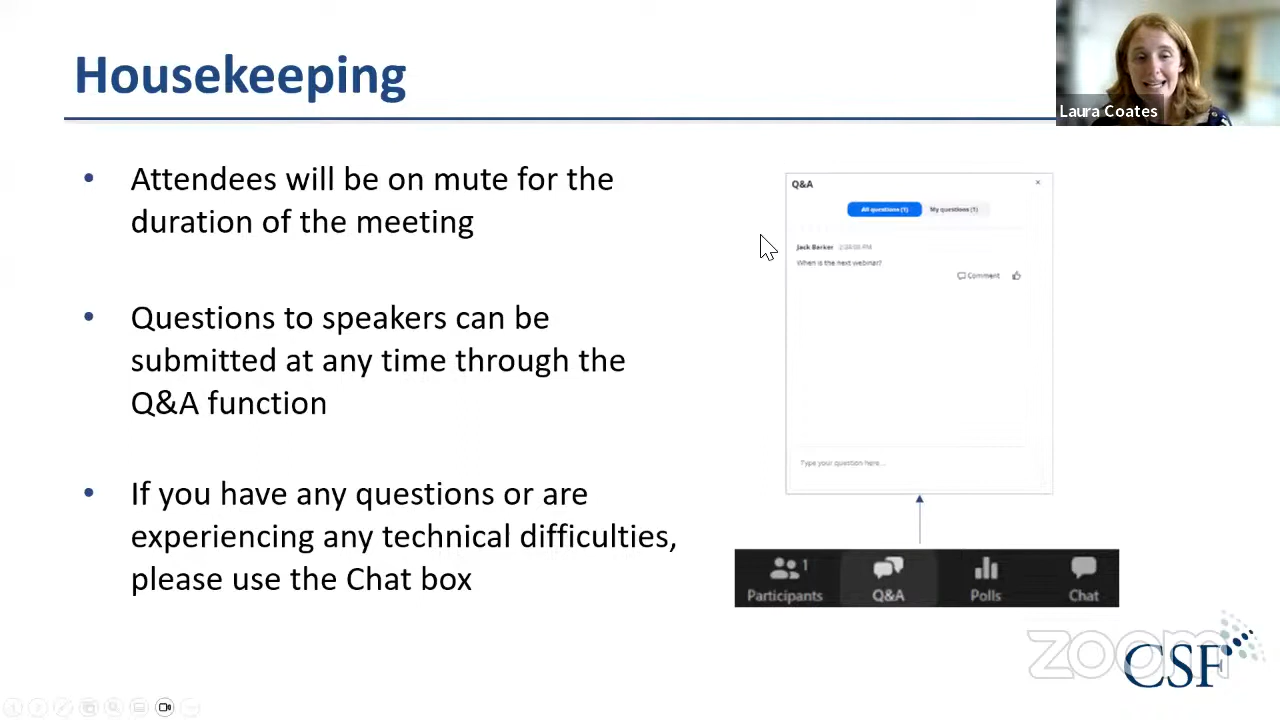 Housekeeping
Laura Coates
• Attendees will be on mute for the
duration of the meeting
• Questions to speakers can be
submitted at any time through the
Q&A function
• If you have any questions or are
experiencing any technical difficulties,
please use the Chat box
Q&A
All questions (1) My questions (1)
Jack Barker
When is the next webinar?
Comment
Type your question here...
1
Participants Q&A Polls Chat
zoom
CSF